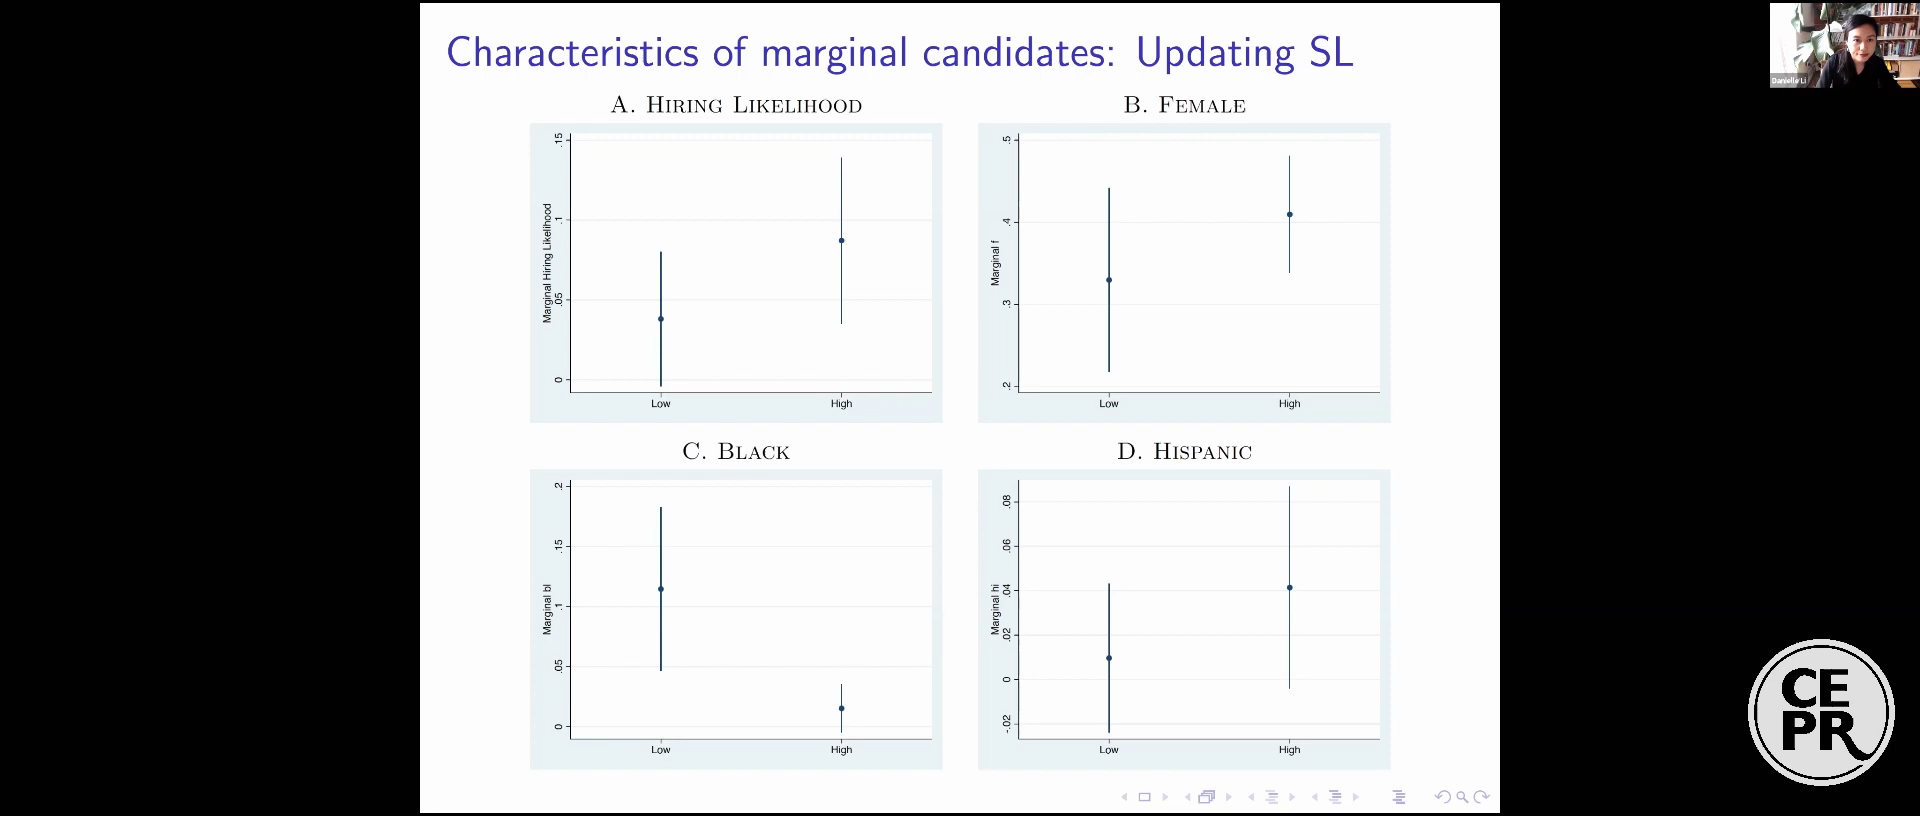 Characteristics of marginal candidates: Updating SL
Danielle Li
A. Hiring Likelihood
Marginal Hiring Likelihood
.15
.1
.05
0
Low High
B. Female
Marginal f
.5
.4
.3
.2
Low High
C. Black
Marginal bl
.2
.15
.1
.05
0
Low High
D. Hispanic
Marginal hi
.08
.06
.04
.02
0
-.02
Low High
CE
PR